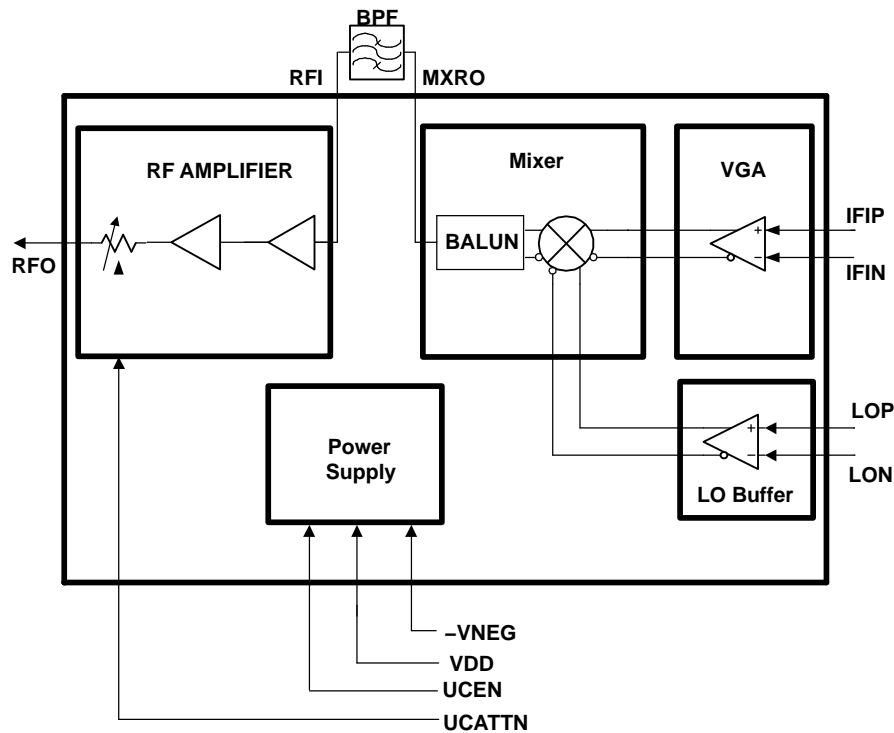 BPF
RFI
MXRO
RF AMPLIFIER
Mixer
VGA
BALUN
+
−
IFIP
IFIN
RFO
Power
Supply
+
−
LOP
LON
LO Buffer
−VNEG
VDD
UCEN
UCATTN